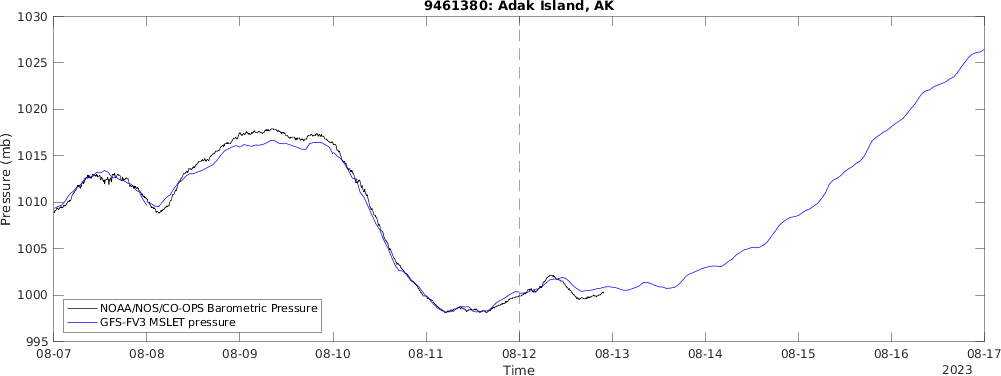 9461380: Adak Island, AK
1030
1025
1020
1015
1010
1005
1000
995
Pressure (mb)
NOAA/NOS/CO-OPS Barometric Pressure
GFS-FV3 MSLET pressure
08-07 08-08 08-09 08-10 08-11 08-12 08-13 08-14 08-15 08-16 08-17
Time
2023